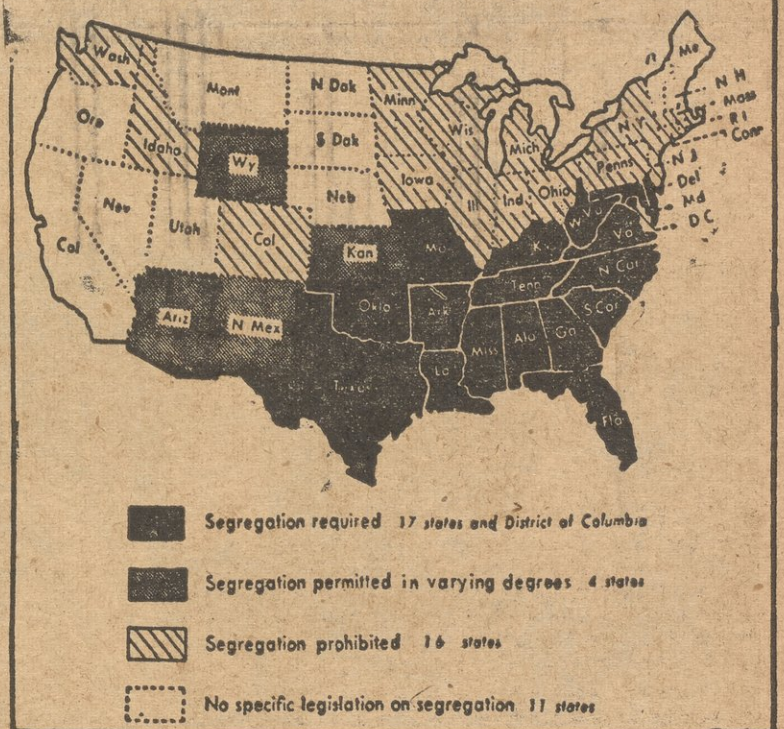 Wash
Mont
N Dak
Minn
Me
Ore
Idaho
Wy
S Dak
Wis
Mich
N Y
N H
Mass
R I
Conn
Nev
Utah
Neb
Iowa
Ill
Ind
Ohio
Penns
N J
Del
Md
D C
Cal
Col
Kan
Mo
K
W Va
Va
Ariz
N Mex
Okla
Ark
Tenn
N Car
S Car
Texas
La
Miss
Ala
Ga
Fla
Segregation required 17 states and District of Columbia
Segregation permitted in varying degrees 4 states
Segregation prohibited 16 states
No specific legislation on segregation 11 states